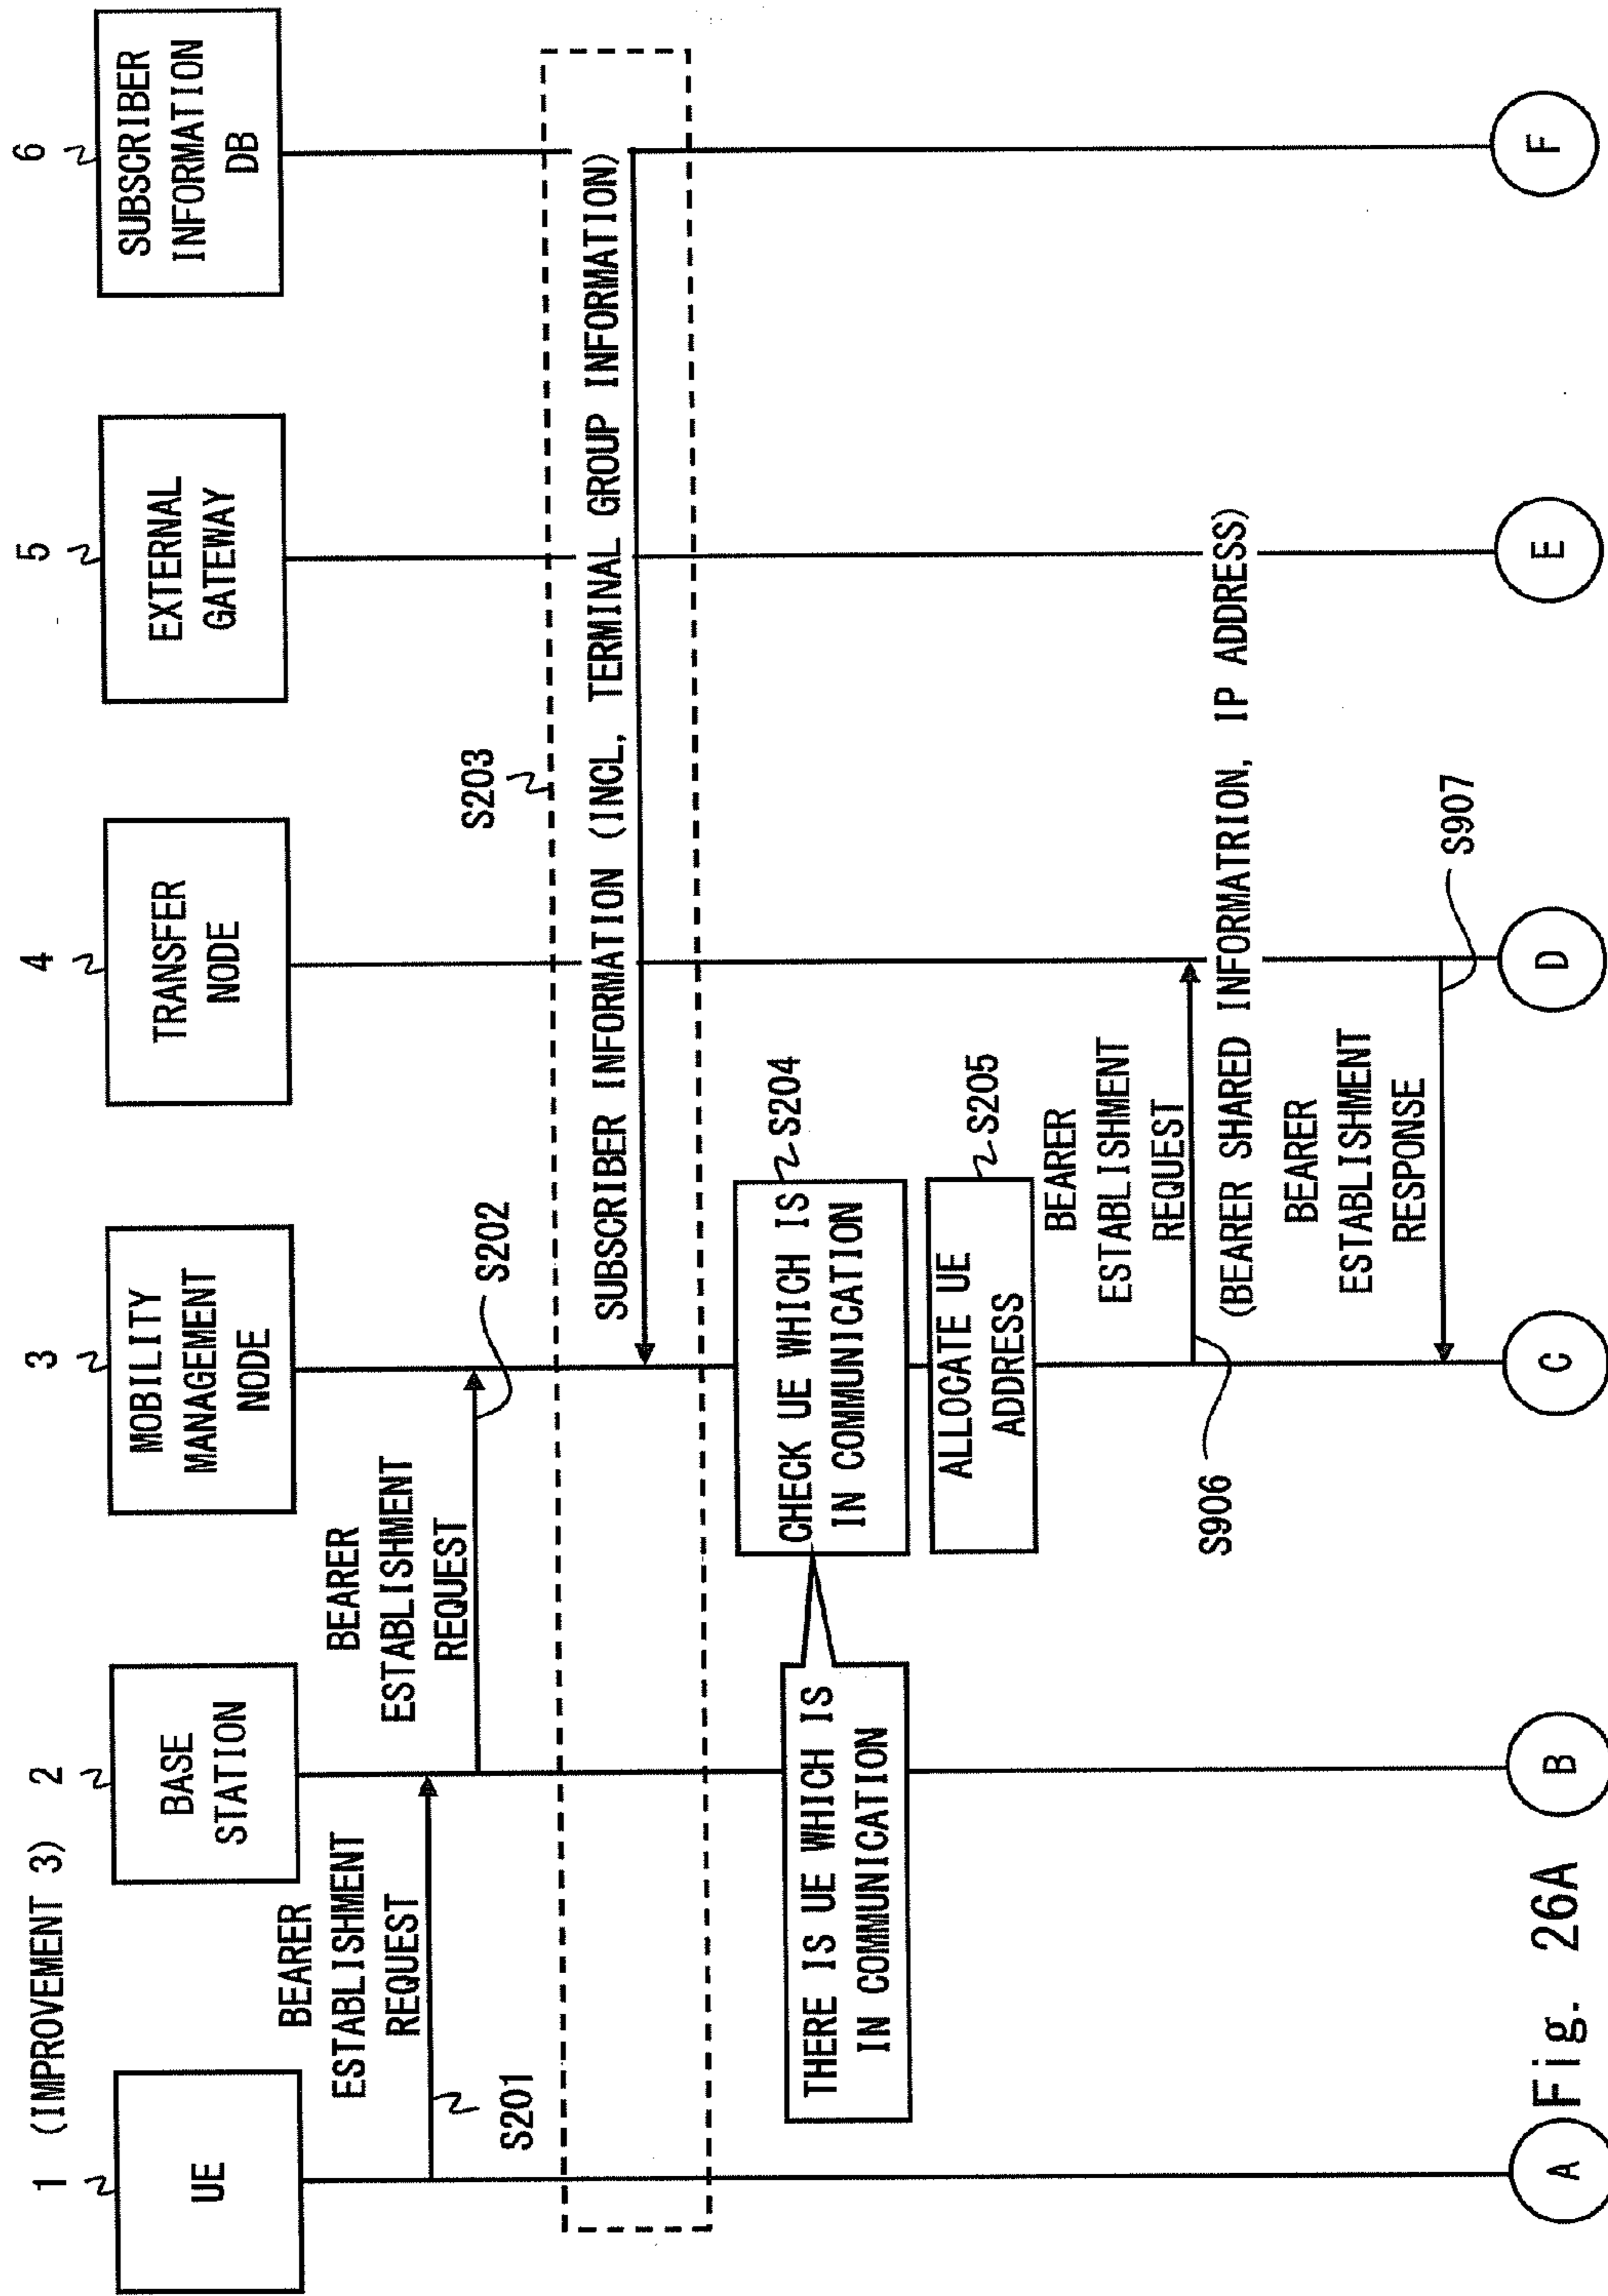 (IMPROVEMENT 3)
1
UE
2
BASE
STATION
3
MOBILITY
MANAGEMENT
NODE
4
TRANSFER
NODE
5
EXTERNAL
GATEWAY
6
SUBSCRIBER
INFORMATION
DB
BEARER
ESTABLISHMENT
REQUEST
S201
BEARER
ESTABLISHMENT
REQUEST
S202
S203
SUBSCRIBER INFORMATION (INCL, TERMINAL GROUP INFORMATION)
THERE IS UE WHICH IS
IN COMMUNICATION
CHECK UE WHICH IS
IN COMMUNICATION
S204
ALLOCATE UE
ADDRESS
S205
BEARER
ESTABLISHMENT
REQUEST
S906
(BEARER SHARED INFORMATRION, IP ADDRESS)
BEARER
ESTABLISHMENT
RESPONSE
S907
A
B
C
D
E
F
Fig. 26A